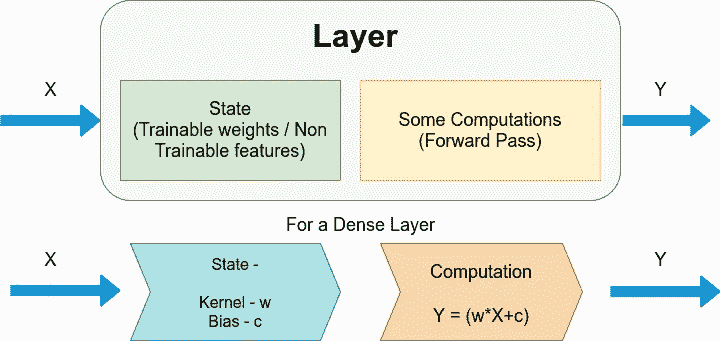 Layer
X
State
(Trainable weights / Non
Trainable features)
Some Computations
(Forward Pass)
Y
For a Dense Layer
X
State -
Kernel - w
Bias - c
Computation
Y = (w*X+c)
Y